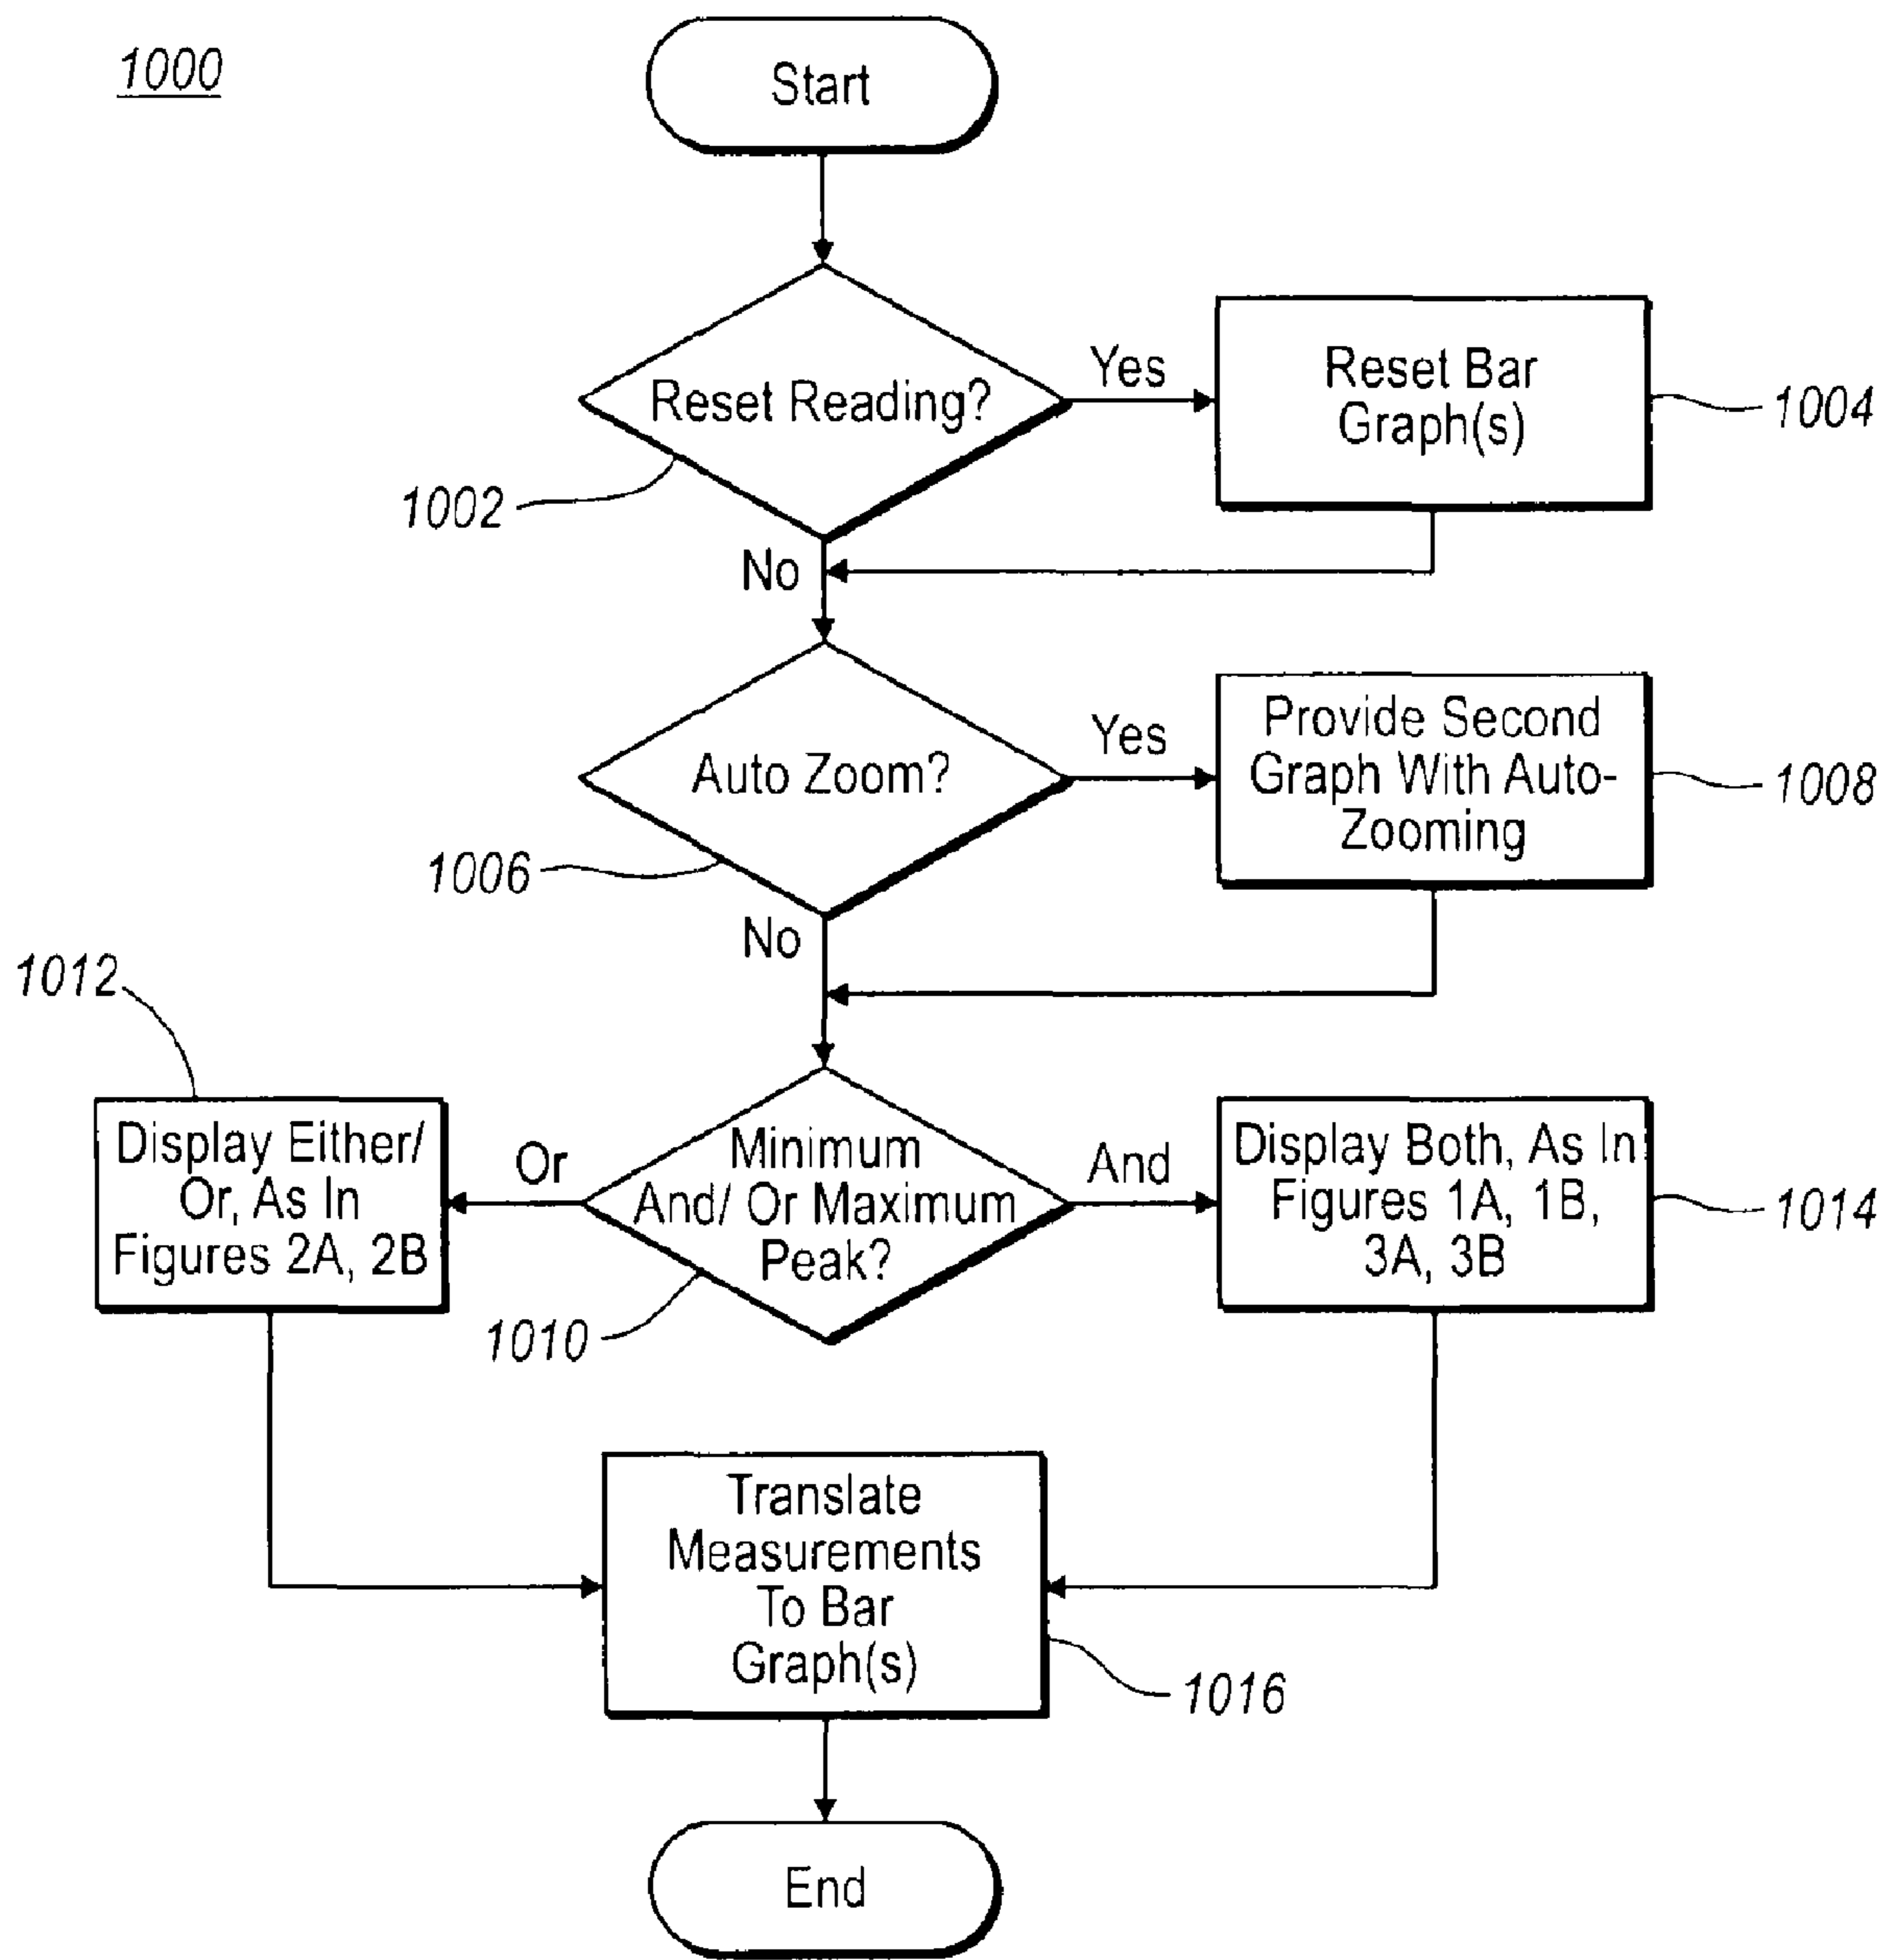 1000
Start
Reset Reading?
Yes
Reset Bar
Graph(s)
1004
1002
No
Auto Zoom?
Yes
Provide Second
Graph With Auto-
Zooming
1008
1006
No
1012
Display Either/
Or, As In
Figures 2A, 2B
Or
Minimum
And/ Or Maximum
Peak?
And
Display Both, As In
Figures 1A, 1B,
3A, 3B
1014
1010
Translate
Measurements
To Bar
Graph(s)
1016
End